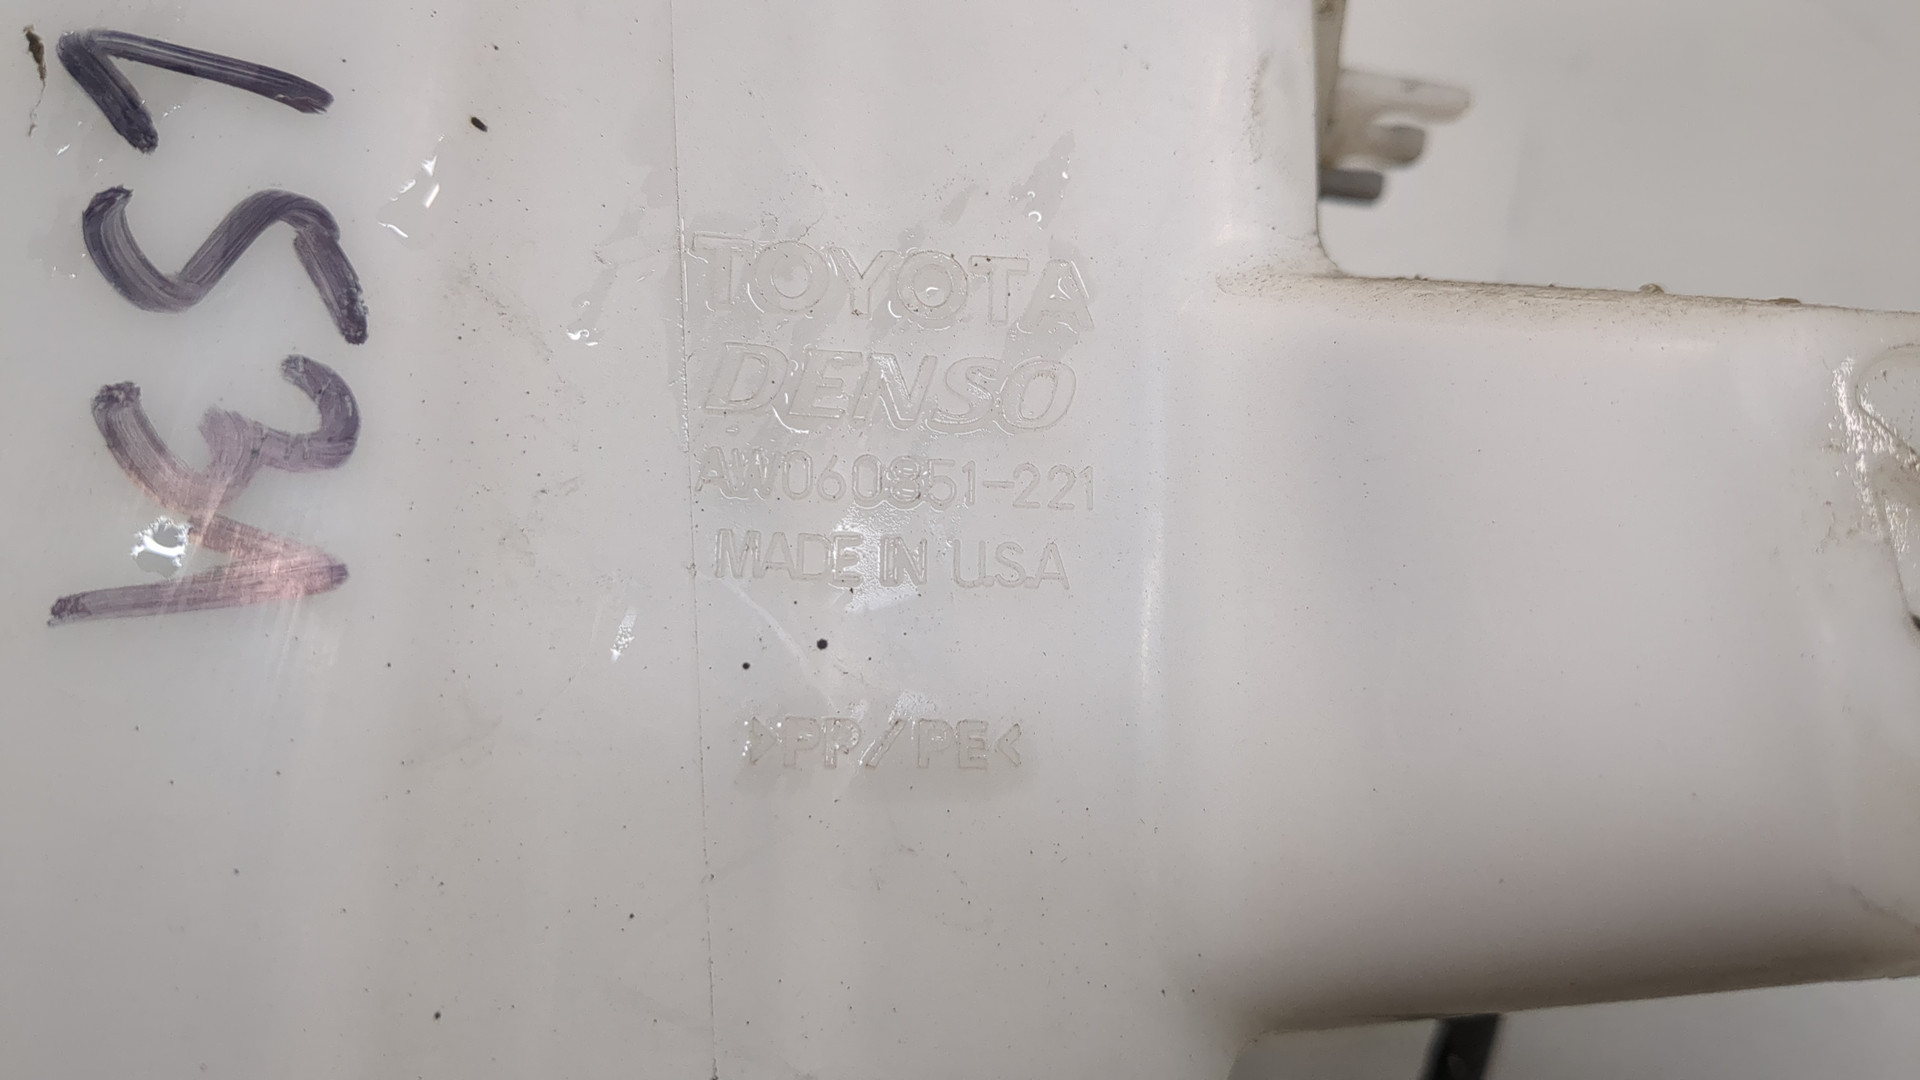 TOYOTA
DENSO
AW060851-221
MADE IN U.S.A
>PP/PE<